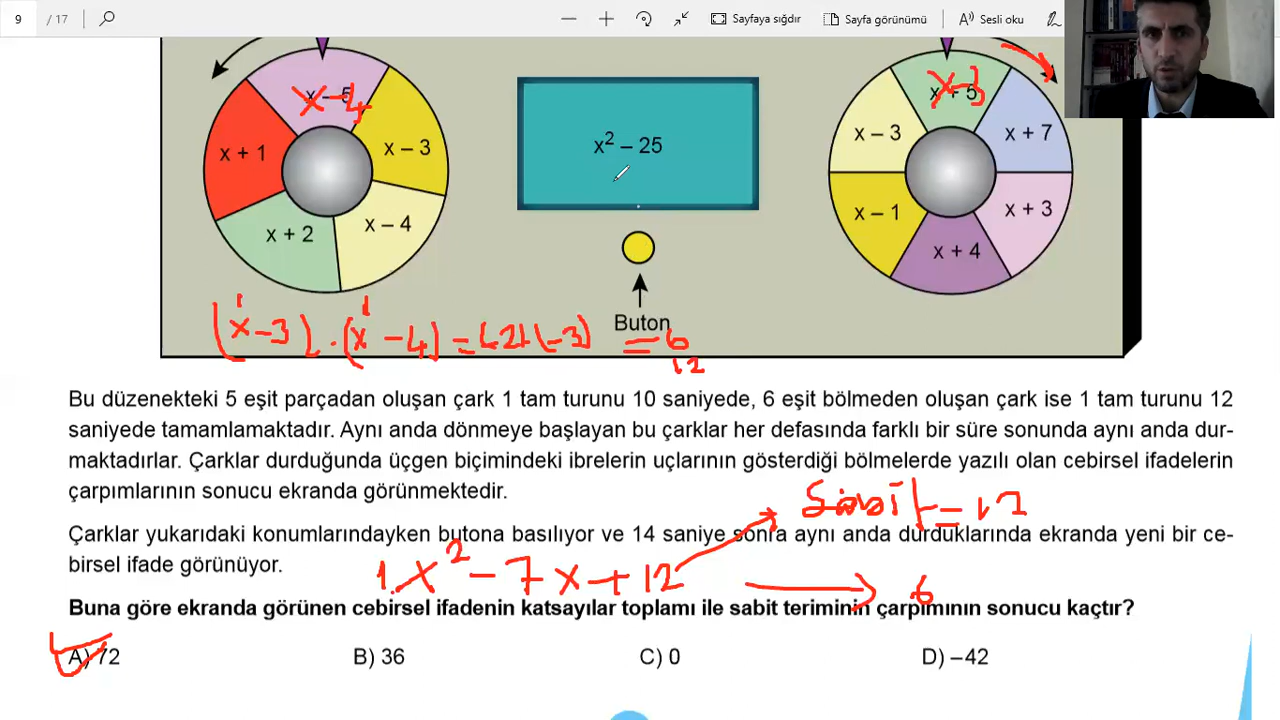 9 / 17 Sayfaya sığdır Sayfa görünümü Sesli oku
x – 5
x – 4
x + 1
x – 3
x + 2
x – 4
x² – 25
Buton
x + 5
x – 3
x – 3
x + 7
x – 1
x + 3
x + 4
(x – 3) . (x – 4) = (–2) (–3) = 6
1 1
12
Bu düzenekteki 5 eşit parçadan oluşan çark 1 tam turunu 10 saniyede, 6 eşit bölmeden oluşan çark ise 1 tam turunu 12
saniyede tamamlamaktadır. Aynı anda dönmeye başlayan bu çarklar her defasında farklı bir süre sonunda aynı anda dur-
maktadırlar. Çarklar durduğunda üçgen biçimindeki ibrelerin uçlarının gösterdiği bölmelerde yazılı olan cebirsel ifadelerin
çarpımlarının sonucu ekranda görünmektedir.
Sabit = 12
Çarklar yukarıdaki konumlarındayken butona basılıyor ve 14 saniye sonra aynı anda durduklarında ekranda yeni bir ce-
birsel ifade görünüyor.
1.x² – 7x + 12
6
Buna göre ekranda görünen cebirsel ifadenin katsayılar toplamı ile sabit teriminin çarpımının sonucu kaçtır?
A) 72 B) 36 C) 0 D) –42